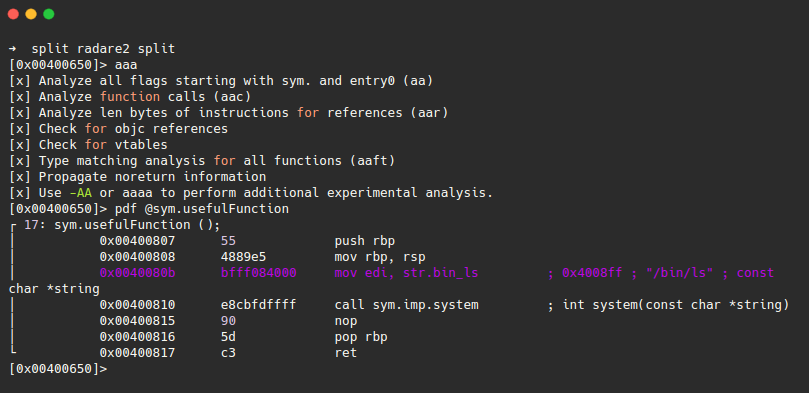 → split radare2 split
[0x00400650]> aaa
[x] Analyze all flags starting with sym. and entry0 (aa)
[x] Analyze function calls (aac)
[x] Analyze len bytes of instructions for references (aar)
[x] Check for objc references
[x] Check for vtables
[x] Type matching analysis for all functions (aaft)
[x] Propagate noreturn information
[x] Use -AA or aaaa to perform additional experimental analysis.
[0x00400650]> pdf @sym.usefulFunction
┌ 17: sym.usefulFunction ();
│           0x00400807      55             push rbp
│           0x00400808      4889e5         mov rbp, rsp
│           0x0040080b      bfff084000     mov edi, str.bin_ls         ; 0x4008ff ; "/bin/ls" ; const
char *string
│           0x00400810      e8cbfdffff     call sym.imp.system         ; int system(const char *string)
│           0x00400815      90             nop
│           0x00400816      5d             pop rbp
└           0x00400817      c3             ret
[0x00400650]>